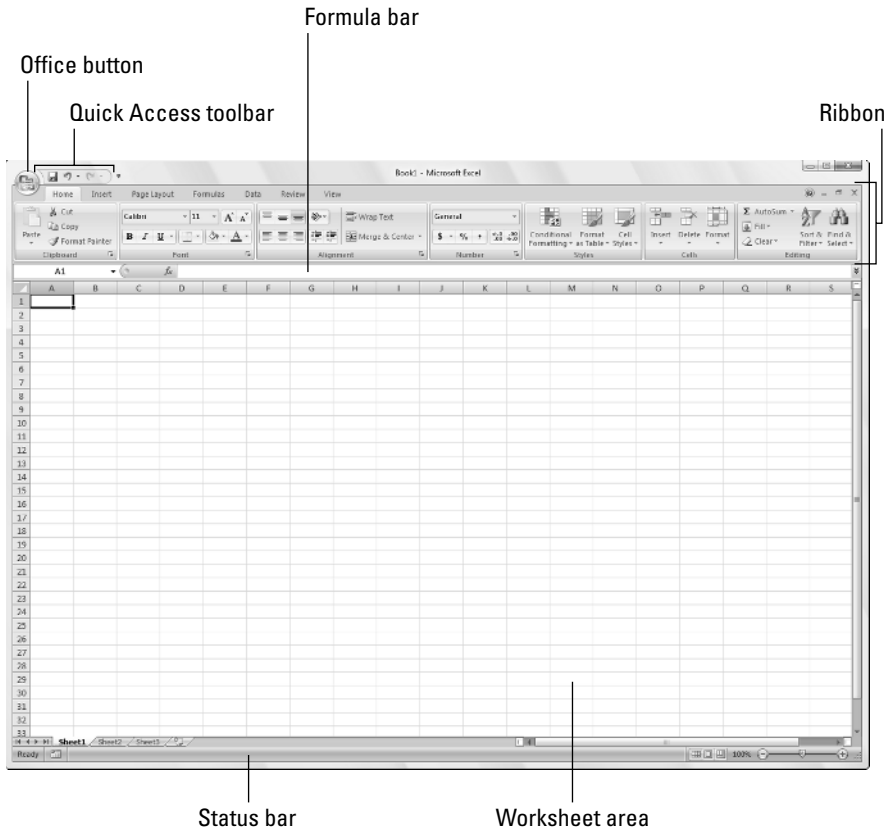 Formula bar
Office button
Quick Access toolbar
Ribbon
Book1 - Microsoft Excel
Home Insert Page Layout Formulas Data Review View
Cut
Copy
Format Painter
Paste
Clipboard
Calibri 11
B I U
Font
Wrap Text
Merge & Center
Alignment
General
$ % ,
Number
Conditional Formatting
Format as Table
Cell Styles
Styles
Insert Delete Format
Cells
Σ AutoSum
Fill
Clear
Sort & Filter
Find & Select
Editing
A1 fx
A B C D E F G H I J K L M N O P Q R S
1
2
3
4
5
6
7
8
9
10
11
12
13
14
15
16
17
18
19
20
21
22
23
24
25
26
27
28
29
30
31
32
33
Sheet1 Sheet2 Sheet3
Ready 100%
Status bar
Worksheet area